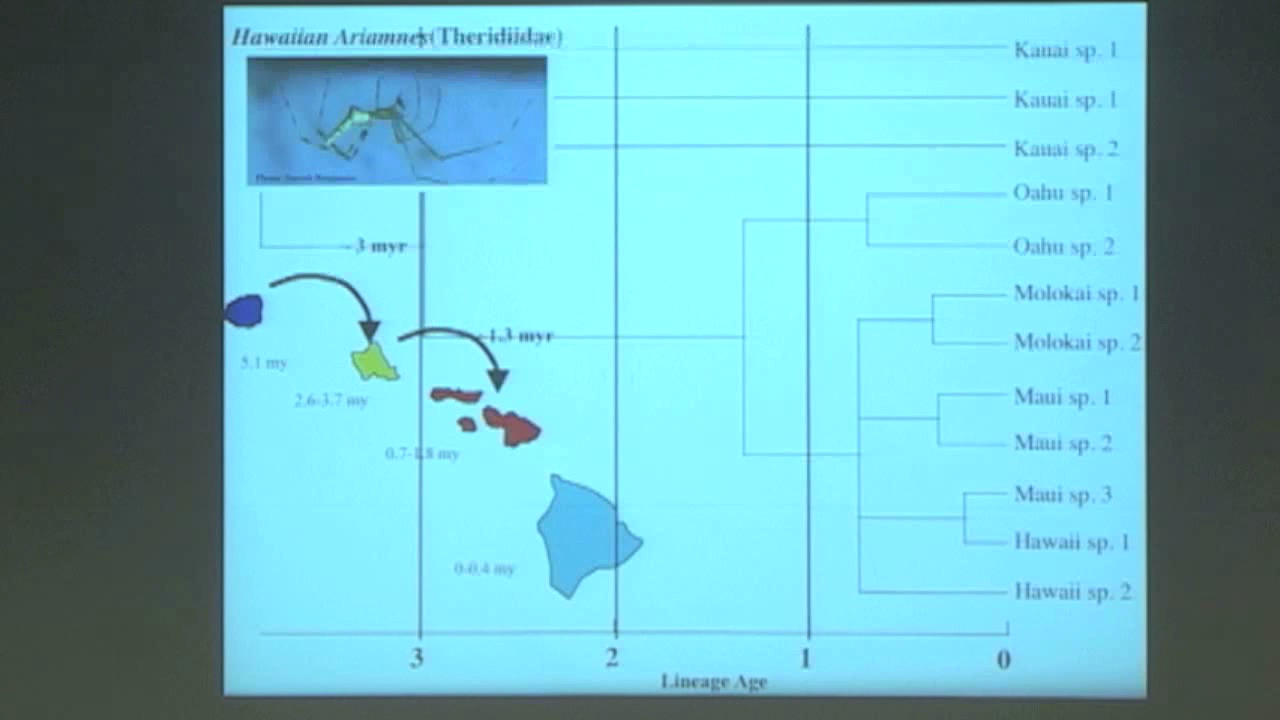 Hawaiian Ariamnes (Theridiidae)
Kauai sp. 1
Kauai sp. 1
Kauai sp. 2
Oahu sp. 1
Oahu sp. 2
3 myr
Molokai sp. 1
1.3 myr
Molokai sp. 2
5.1 my
2.6-3.7 my
Maui sp. 1
Maui sp. 2
0.7-1.8 my
Maui sp. 3
Hawaii sp. 1
0-0.4 my
Hawaii sp. 2
3 2 1 0
Lineage Age